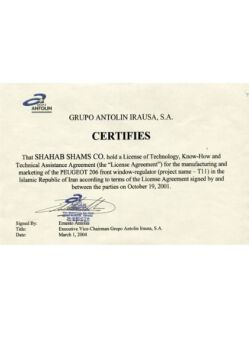 ANTOLIN
GRUPO ANTOLIN IRAUSA, S.A.
CERTIFIES
That SHAHAB SHAMS CO. hold a License of Technology, Know-How and
Technical Assistance Agreement (the "License Agreement") for the manufacturing and
marketing of the PEUGEOT 206 front window-regulator (project name – T11) in the
Islamic Republic of Iran according to terms of the License Agreement signed by and
between the parties on October 19, 2001.
Signed By: Ernesto Antolin
Title: Executive Vice-Chairman Grupo Antolin Irausa, S.A.
Date: March 1, 2004